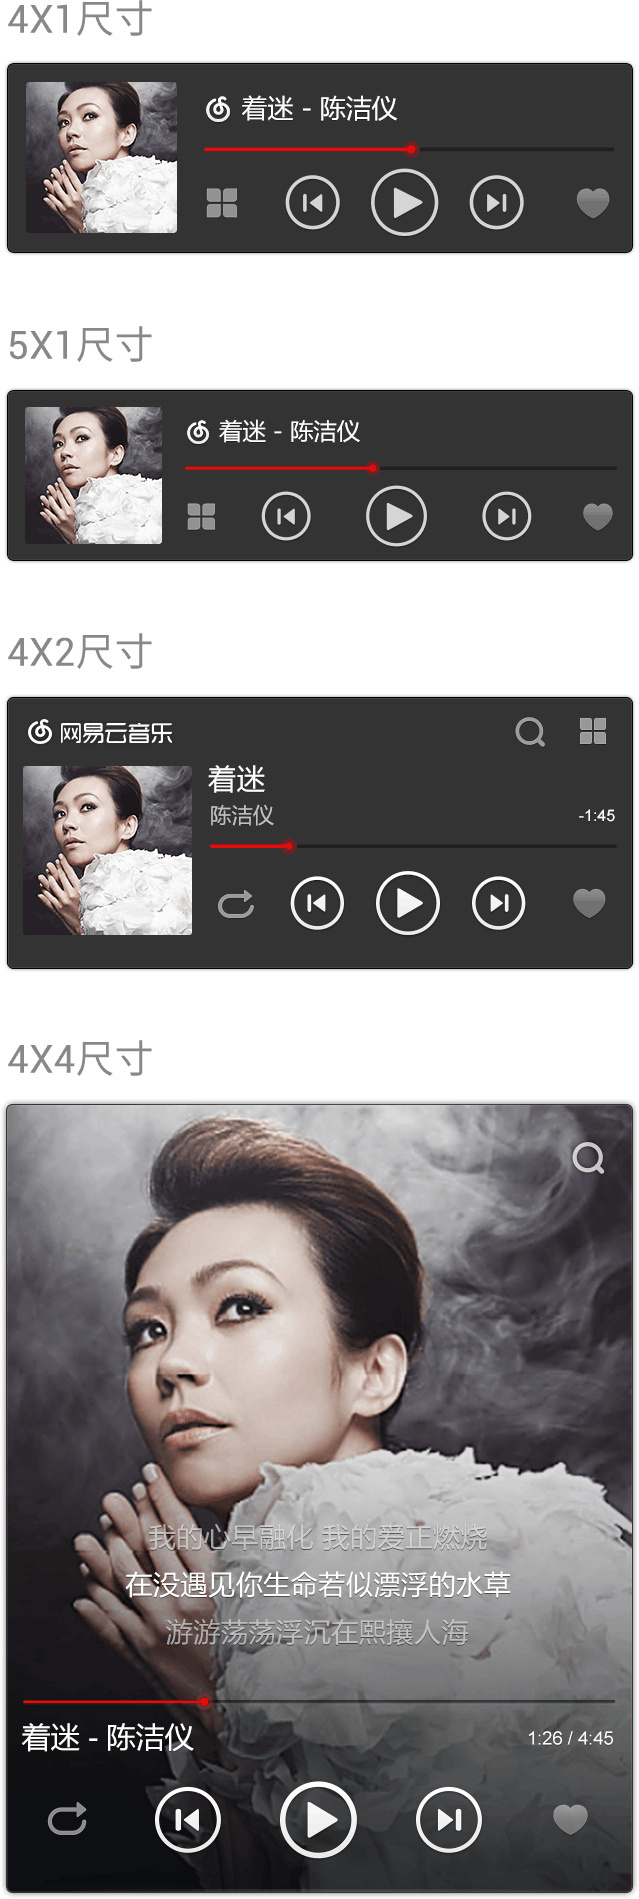 4X1尺寸
着迷 - 陈洁仪
5X1尺寸
着迷 - 陈洁仪
4X2尺寸
网易云音乐
着迷
陈洁仪
-1:45
4X4尺寸
我的心早融化 我的爱正燃烧
在没遇见你生命若似漂浮的水草
游游荡荡浮沉在熙攘人海
着迷 - 陈洁仪
1:26 / 4:45